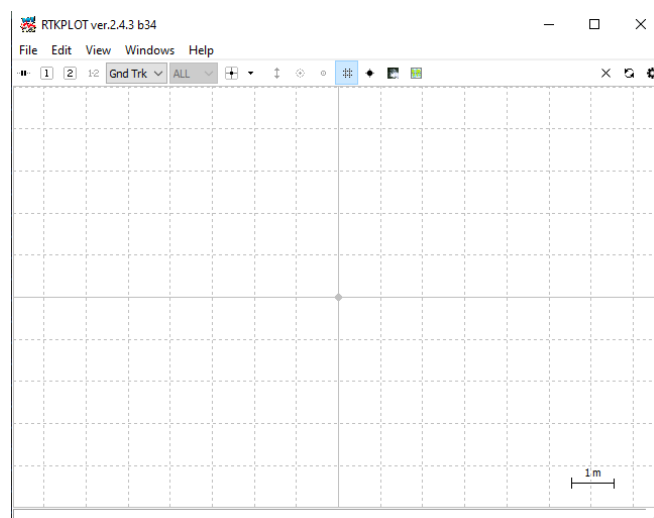 RTKPLOT ver.2.4.3 b34
File Edit View Windows Help
1 2 1-2 Gnd Trk ALL
1 m